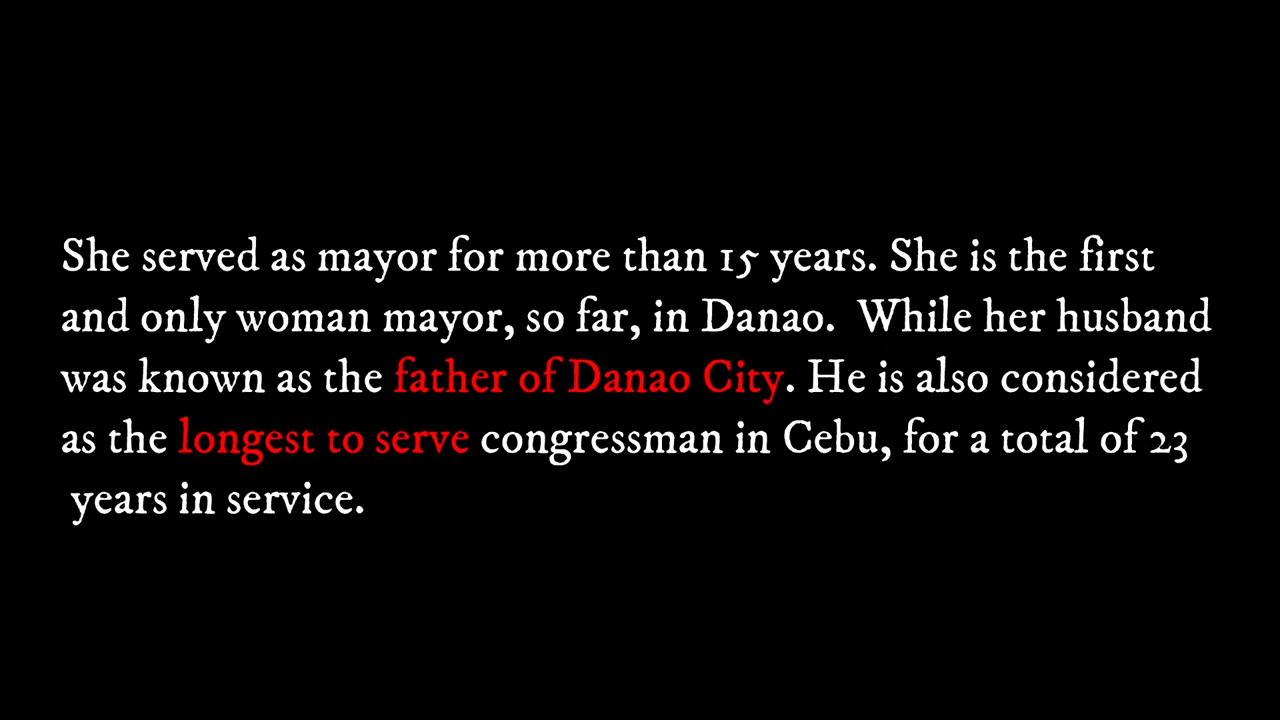 She served as mayor for more than 15 years. She is the first
and only woman mayor, so far, in Danao.  While her husband
was known as the father of Danao City. He is also considered
as the longest to serve congressman in Cebu, for a total of 23
years in service.